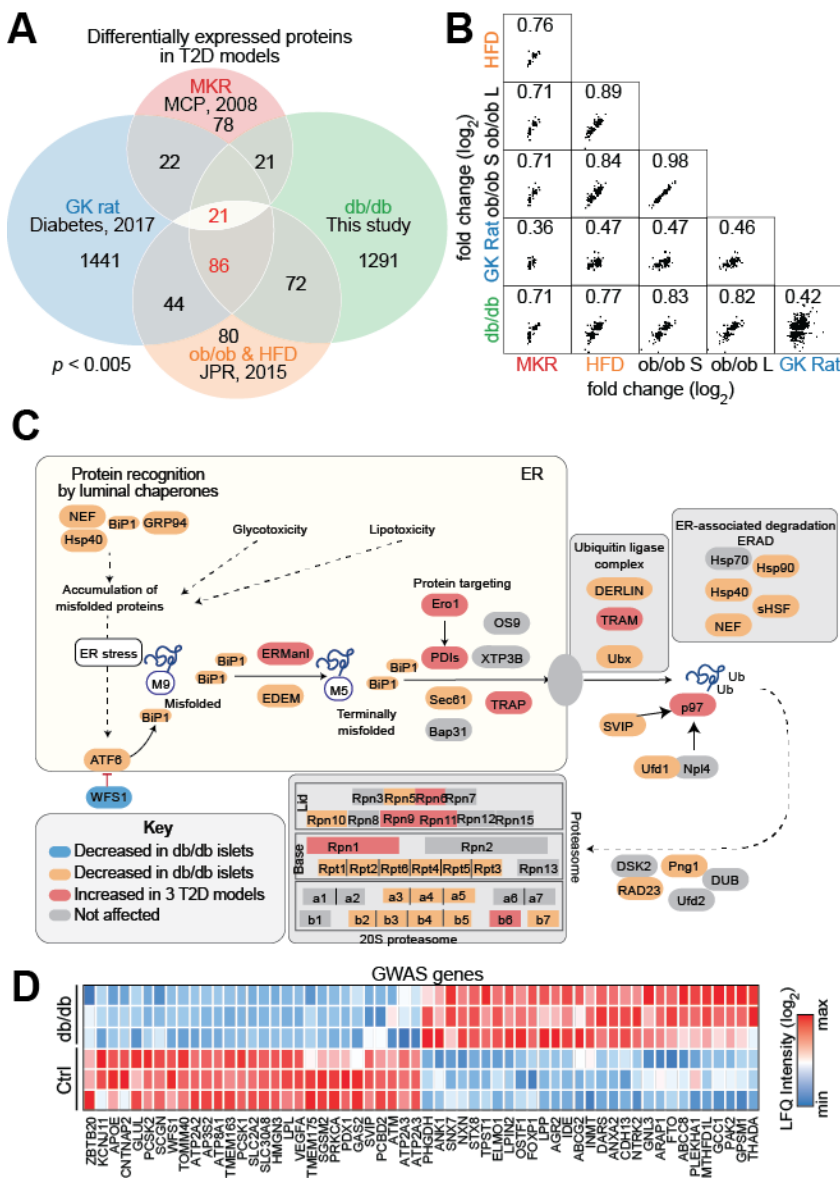 A
Differentially expressed proteins
in T2D models
MKR
MCP, 2008
78
22
21
GK rat
Diabetes, 2017
1441
21
db/db
This study
1291
86
44
72
80
ob/ob & HFD
JPR, 2015
p < 0.005
B
fold change (log2)
HFD
0.76
ob/ob L
0.71
0.89
ob/ob S
0.71
0.84
0.98
GK Rat
0.36
0.47
0.47
0.46
db/db
0.71
0.77
0.83
0.82
0.42
MKR
HFD
ob/ob S
ob/ob L
GK Rat
fold change (log2)
C
Protein recognition
by luminal chaperones
ER
NEF
BiP1
GRP94
Hsp40
Glycotoxicity
Lipotoxicity
Accumulation of
misfolded proteins
ER stress
M9
Misfolded
BiP1
ATF6
WFS1
BiP1
BiP1
ERManI
EDEM
M5
Protein targeting
Ero1
PDIs
OS9
XTP3B
BiP1
BiP1
Terminally
misfolded
Sec61
TRAP
Bap31
Ubiquitin ligase
complex
DERLIN
TRAM
Ubx
ER-associated degradation
ERAD
Hsp70
Hsp90
Hsp40
sHSF
NEF
Ub
Ub
p97
SVIP
Ufd1
Npl4
DSK2
Png1
DUB
RAD23
Ufd2
Key
Decreased in db/db islets
Decreased in db/db islets
Increased in 3 T2D models
Not affected
Proteasome
Lid
Rpn3 Rpn5 Rpn6 Rpn7
Rpn10 Rpn8 Rpn9 Rpn11 Rpn12 Rpn15
Base
Rpn1 Rpn2
Rpt1 Rpt2 Rpt6 Rpt4 Rpt5 Rpt3 Rpn13
a1 a2 a3 a4 a5 a6 a7
b1 b2 b3 b4 b5 b6 b7
20S proteasome
D
GWAS genes
db/db
Ctrl
LFQ Intensity (log2)
max
min
ZBTB20
KCNJ11
APOE
CNTNAP2
GLUL
PCSK2
SCGN
WFS1
TOMM40
ATP2A2
AP3S2
ATP8A1
TMEM163
PCSK1
SLC2A2
SLC30A8
HMGN3
LPL
VEGFA
TMEM175
SGSM2
PRKCA
PDX1
GAS2
SVIP
PCBD2
ATM
ATP2A3
ATP2A3
PHGDH
ANK1
SNX7
NXN
STX8
TPST1
ELMO1
LPIN2
OSTF1
FOXP1
LPP
AGR2
IDE
ABCG2
INMT
DARS
ANXA2
CDH13
NTRK2
GNL3
ARAP1
FTO
ABCC8
PLEKHA1
MTHFD1L
GCC1
PAK2
GPSM1
THADA